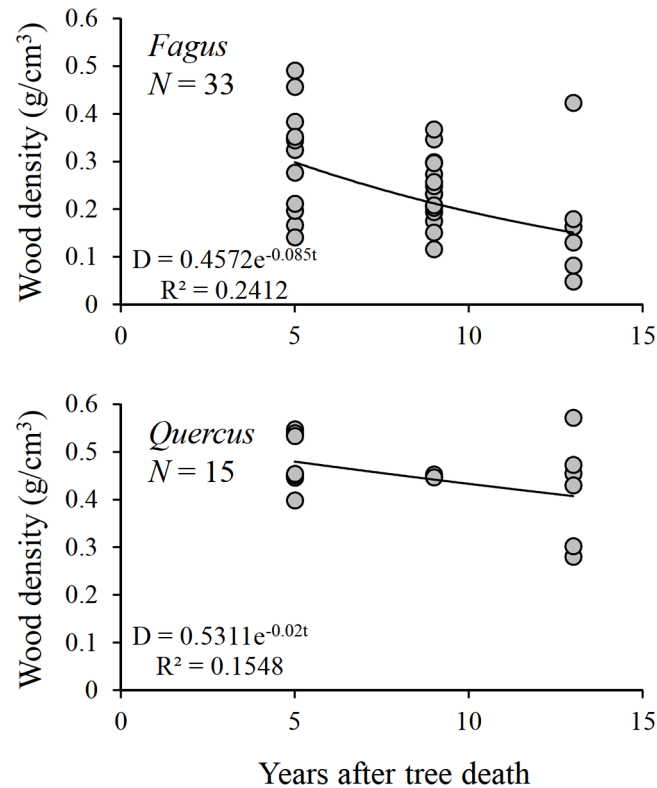 0.6
Fagus
0.5
N = 33
0.4
0.3
0.2
0.1
0
Wood density (g/cm³)
D = 0.4572e^-0.085t
R² = 0.2412
0 5 10 15
0.6
Quercus
0.5
N = 15
0.4
0.3
0.2
0.1
0
Wood density (g/cm³)
D = 0.5311e^-0.02t
R² = 0.1548
0 5 10 15
Years after tree death